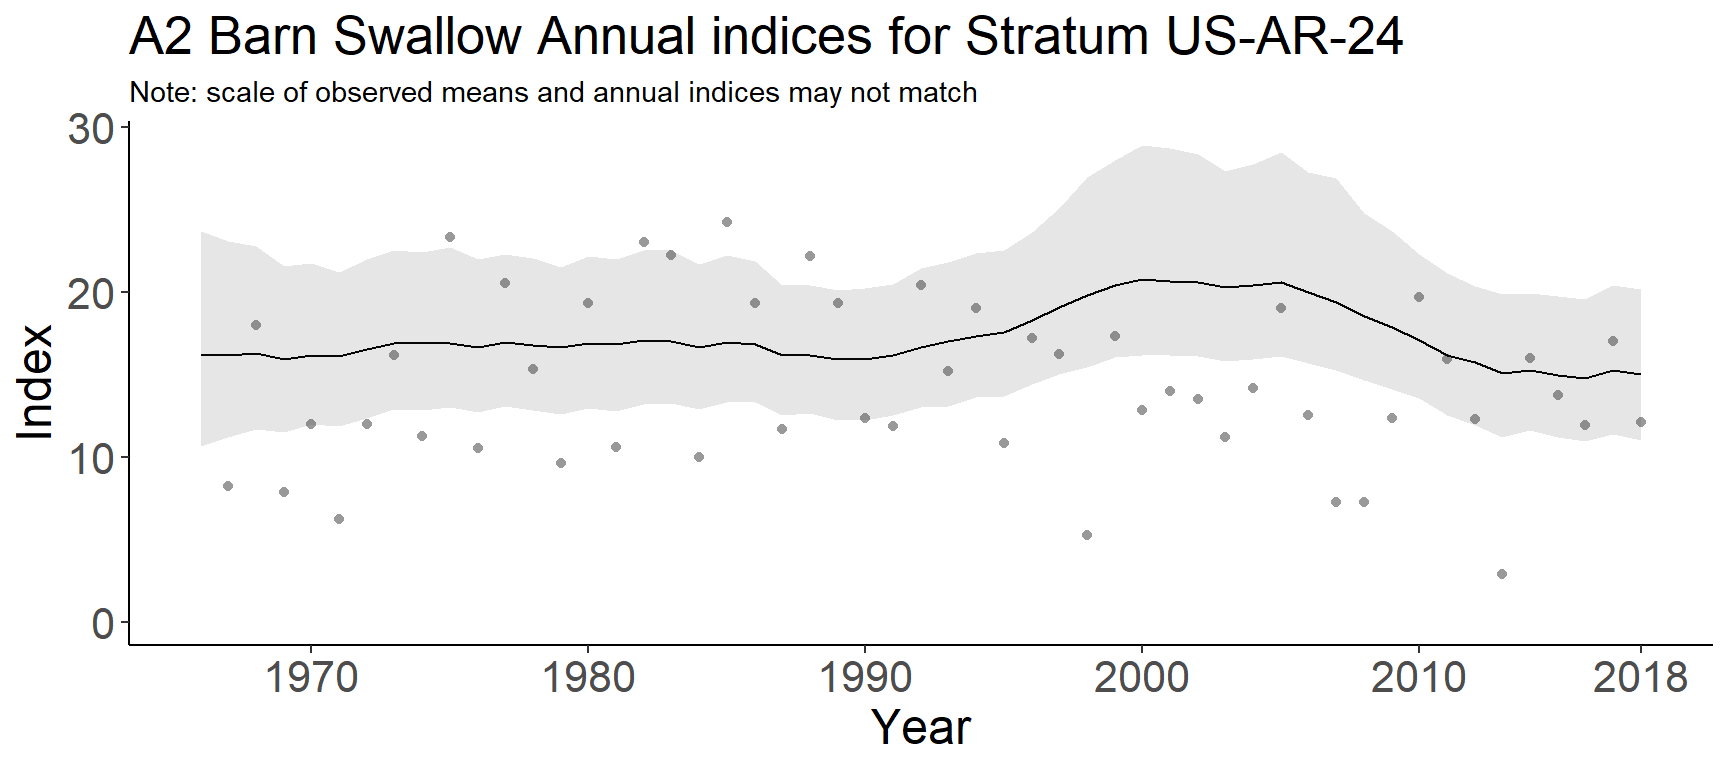 A2 Barn Swallow Annual indices for Stratum US-AR-24
Note: scale of observed means and annual indices may not match
30
20
10
0
Index
1970 1980 1990 2000 2010 2018
Year